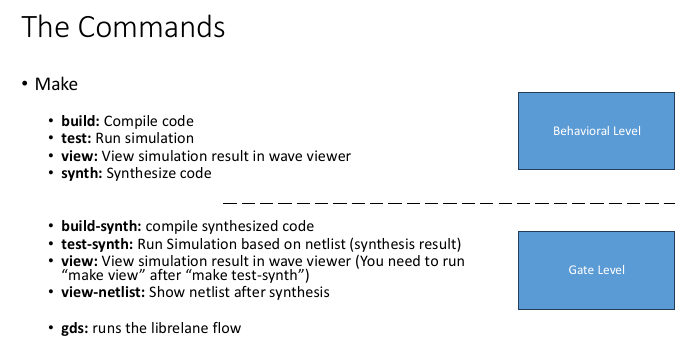 The Commands
• Make
• build: Compile code
• test: Run simulation
• view: View simulation result in wave viewer
• synth: Synthesize code
Behavioral Level
• build-synth: compile synthesized code
• test-synth: Run Simulation based on netlist (synthesis result)
• view: View simulation result in wave viewer (You need to run
“make view” after “make test-synth”)
• view-netlist: Show netlist after synthesis
Gate Level
• gds: runs the librelane flow